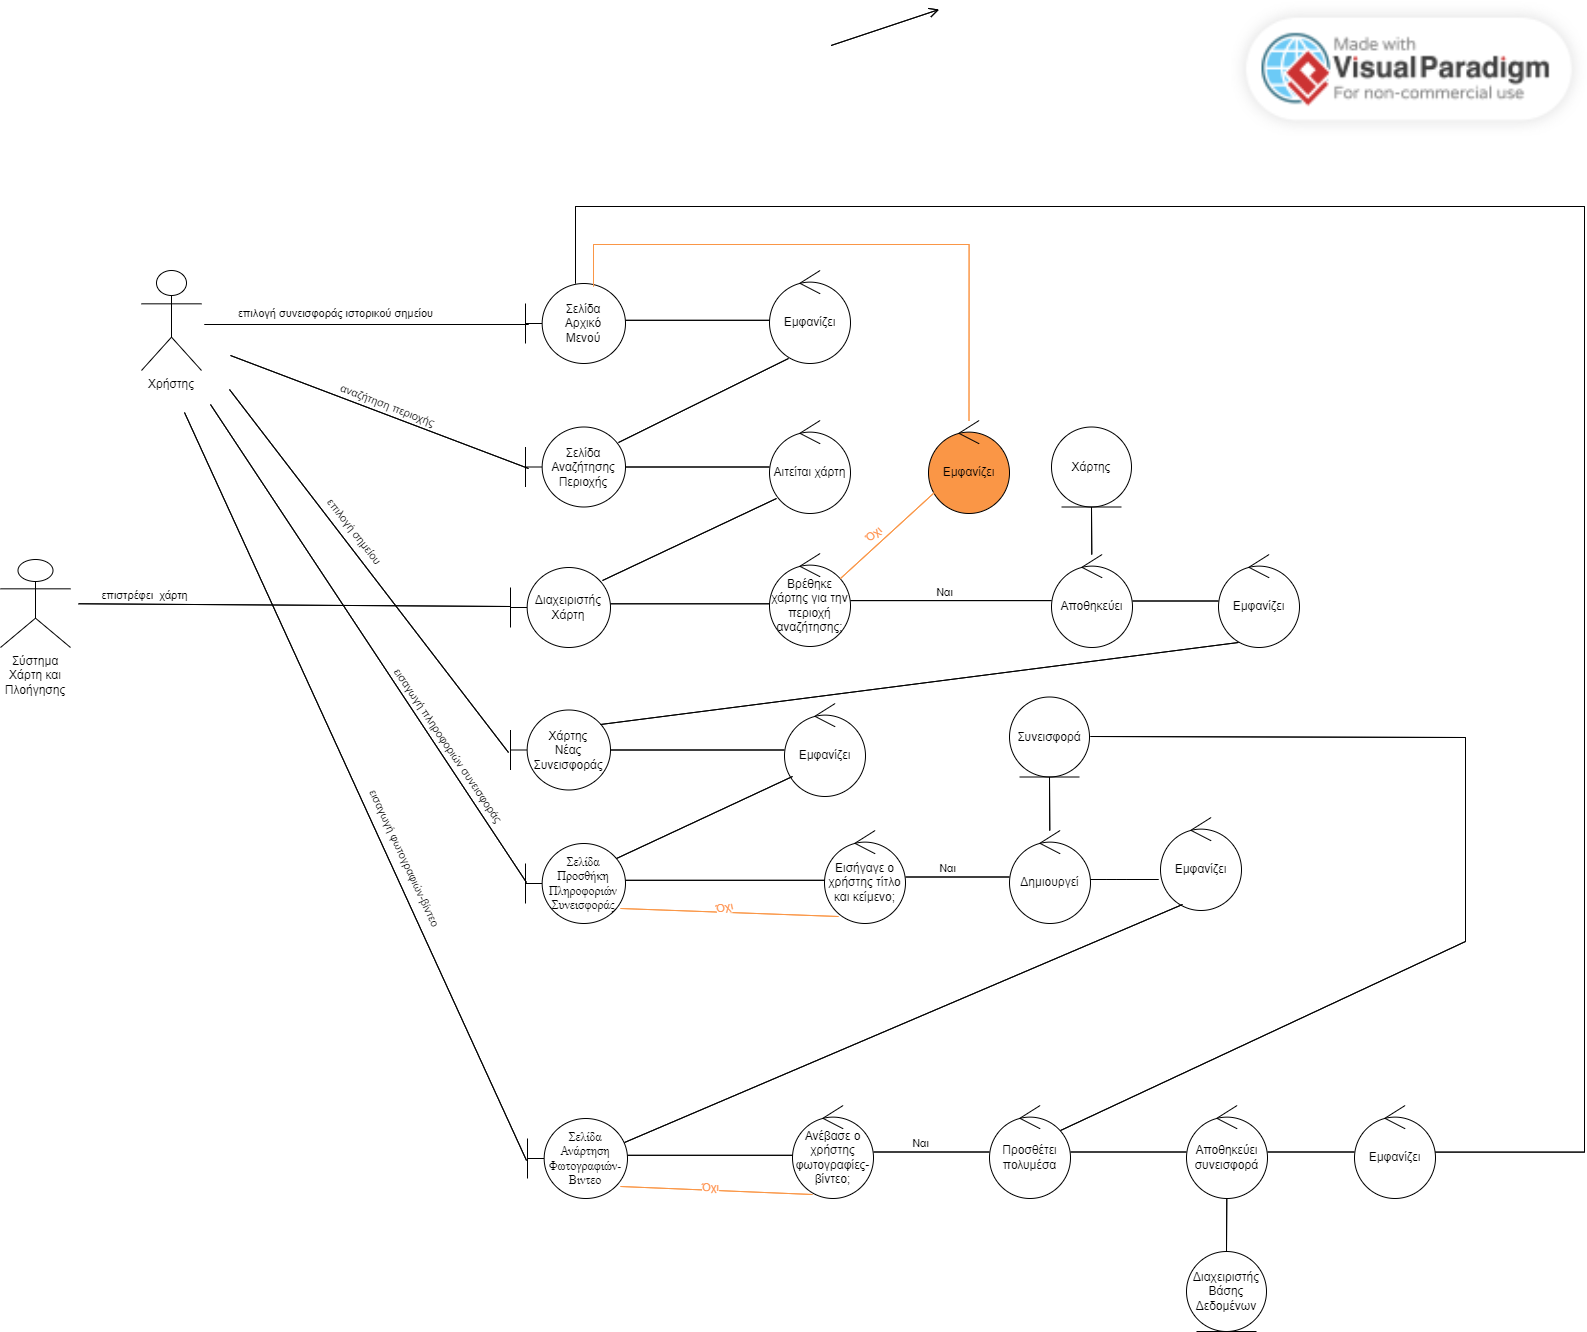 Made with
Visual Paradigm
For non-commercial use
επιλογή συνεισφοράς ιστορικού σημείου
Σελίδα
Αρχικό
Μενού
Εμφανίζει
Χρήστης
αναζήτηση περιοχής
Σελίδα
Αναζήτησης
Περιοχής
Αιτείται χάρτη
Εμφανίζει
Χάρτης
επιλογή σημείου
Όχι
επιστρέφει χάρτη
Διαχειριστής
Χάρτη
Βρέθηκε
χάρτης για την
περιοχή
αναζήτησης;
Ναι
Αποθηκεύει
Εμφανίζει
Σύστημα
Χάρτη και
Πλοήγησης
εισαγωγή πληροφοριών συνεισφοράς
Χάρτης
Νέας
Συνεισφοράς
Εμφανίζει
Συνεισφορά
εισαγωγή φωτογραφιών-βίντεο
Σελίδα
Προσθήκη
Πληροφοριών
Συνεισφοράς
Εισήγαγε ο
χρήστης τίτλο
και κείμενο;
Ναι
Δημιουργεί
Εμφανίζει
Όχι
Σελίδα
Ανάρτηση
Φωτογραφιών-
Βιντεο
Ανέβασε ο
χρήστης
φωτογραφίες-
βίντεο;
Ναι
Προσθέτει
πολυμέσα
Αποθηκεύει
συνεισφορά
Εμφανίζει
Όχι
Διαχειριστής
Βάσης
Δεδομένων